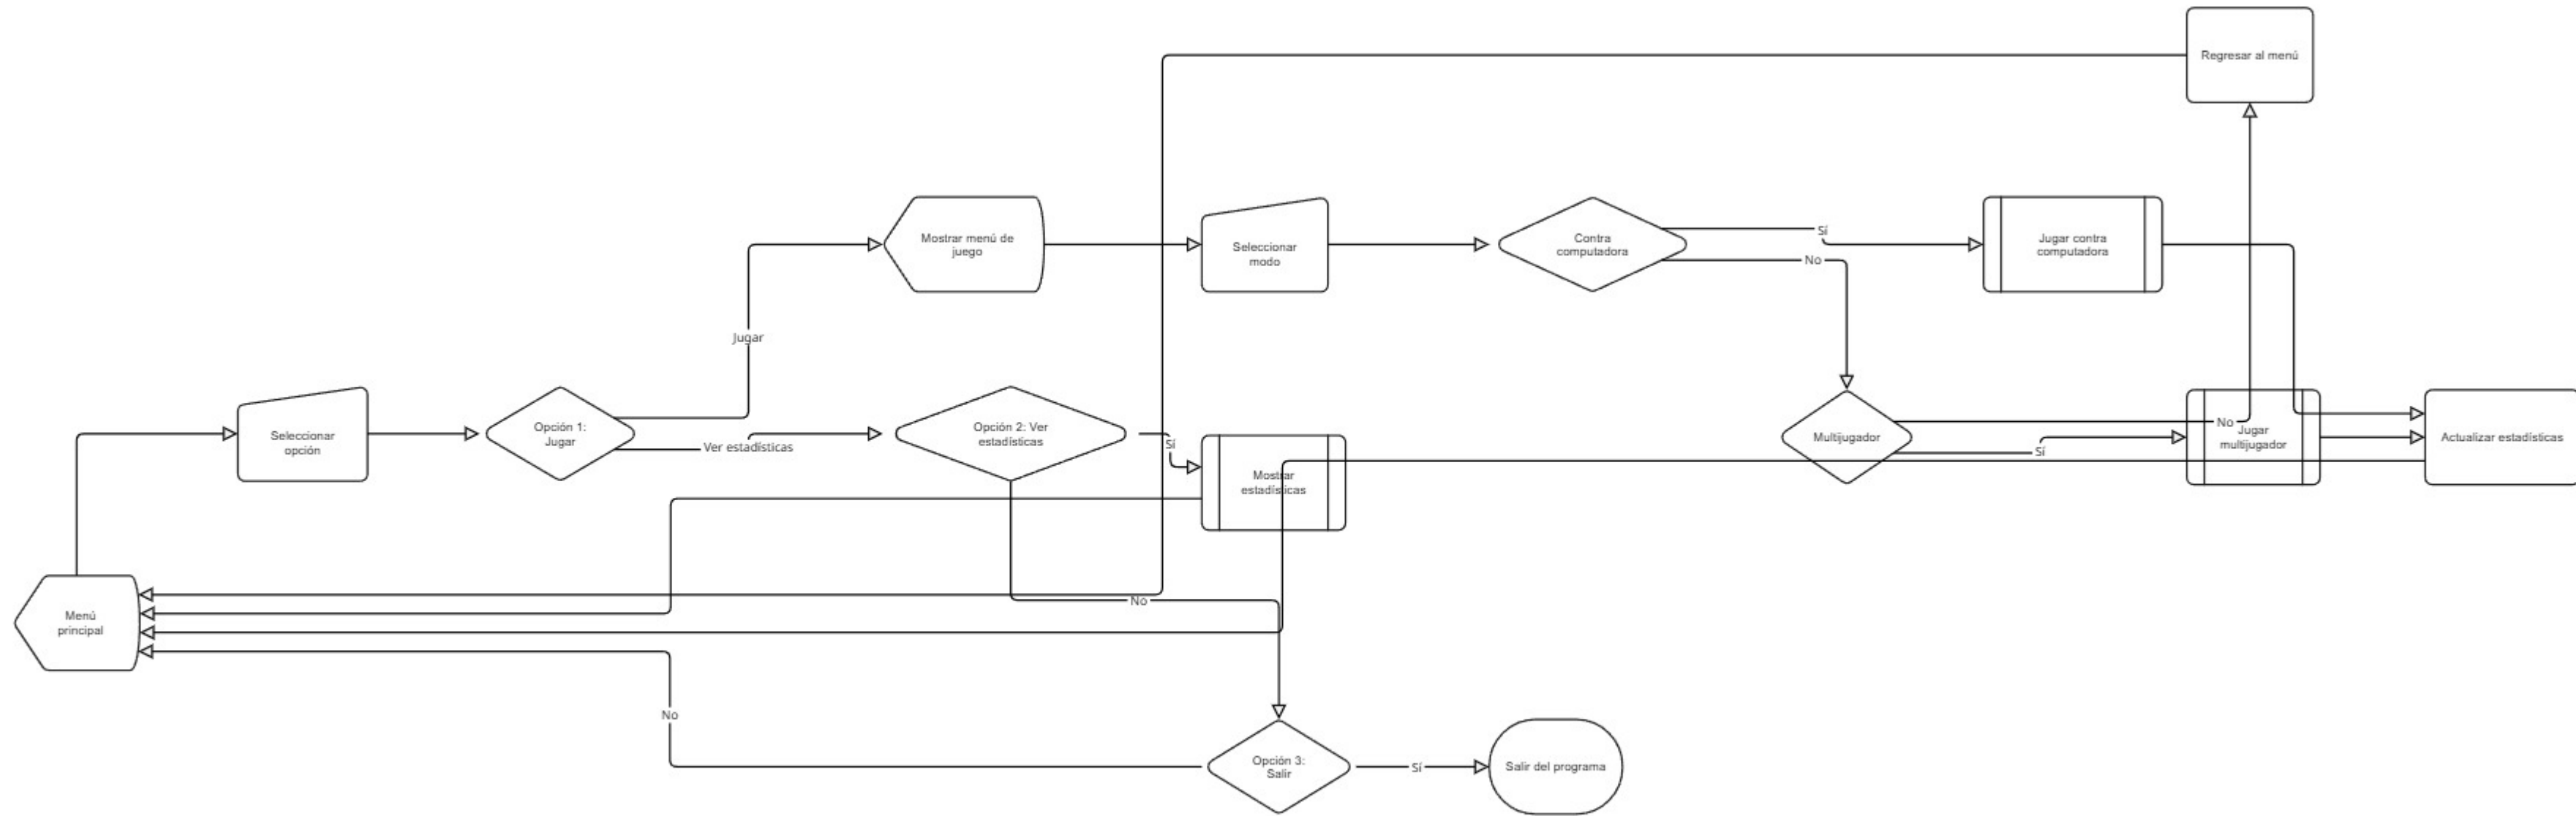 Regresar al menú
Mostrar menú de
juego
Seleccionar
modo
Contra
computadora
Sí
No
Jugar contra
computadora
Jugar
Seleccionar
opción
Opción 1:
Jugar
Ver estadísticas
Opción 2: Ver
estadísticas
Sí
Mostrar
estadísticas
Multijugador
No
Sí
Jugar
multijugador
Actualizar estadísticas
Menú
principal
No
No
Opción 3:
Salir
Sí
Salir del programa